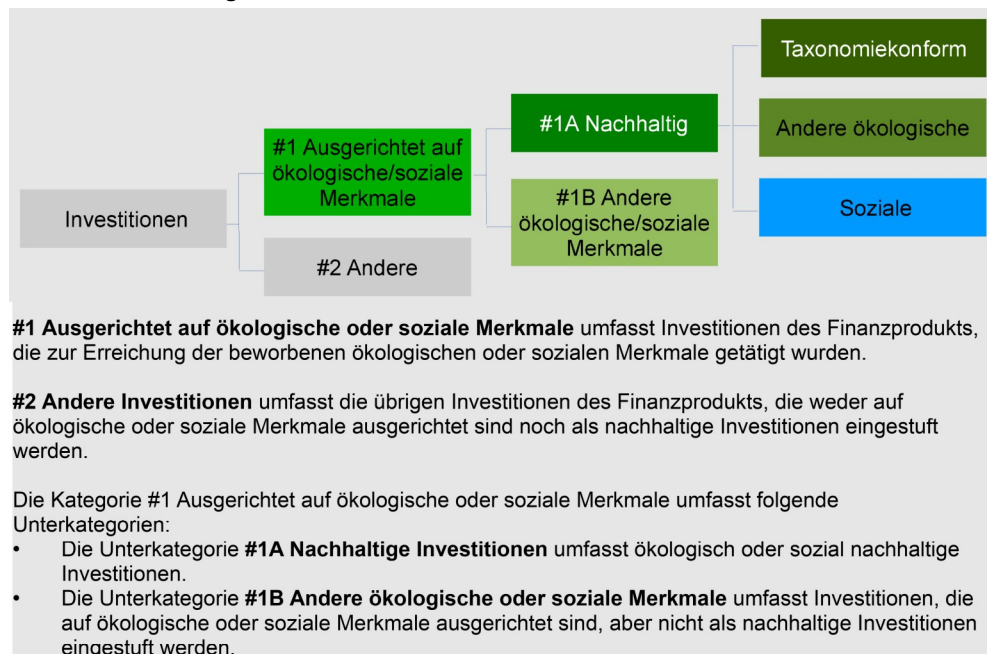 Taxonomiekonform
#1A Nachhaltig
Andere ökologische
#1 Ausgerichtet auf
ökologische/soziale
Merkmale
#1B Andere
ökologische/soziale
Merkmale
Soziale
Investitionen
#2 Andere
#1 Ausgerichtet auf ökologische oder soziale Merkmale umfasst Investitionen des Finanzprodukts,
die zur Erreichung der beworbenen ökologischen oder sozialen Merkmale getätigt wurden.
#2 Andere Investitionen umfasst die übrigen Investitionen des Finanzprodukts, die weder auf
ökologische oder soziale Merkmale ausgerichtet sind noch als nachhaltige Investitionen eingestuft
werden.
Die Kategorie #1 Ausgerichtet auf ökologische oder soziale Merkmale umfasst folgende
Unterkategorien:
• Die Unterkategorie #1A Nachhaltige Investitionen umfasst ökologisch oder sozial nachhaltige
Investitionen.
• Die Unterkategorie #1B Andere ökologische oder soziale Merkmale umfasst Investitionen, die
auf ökologische oder soziale Merkmale ausgerichtet sind, aber nicht als nachhaltige Investitionen
eingestuft werden.